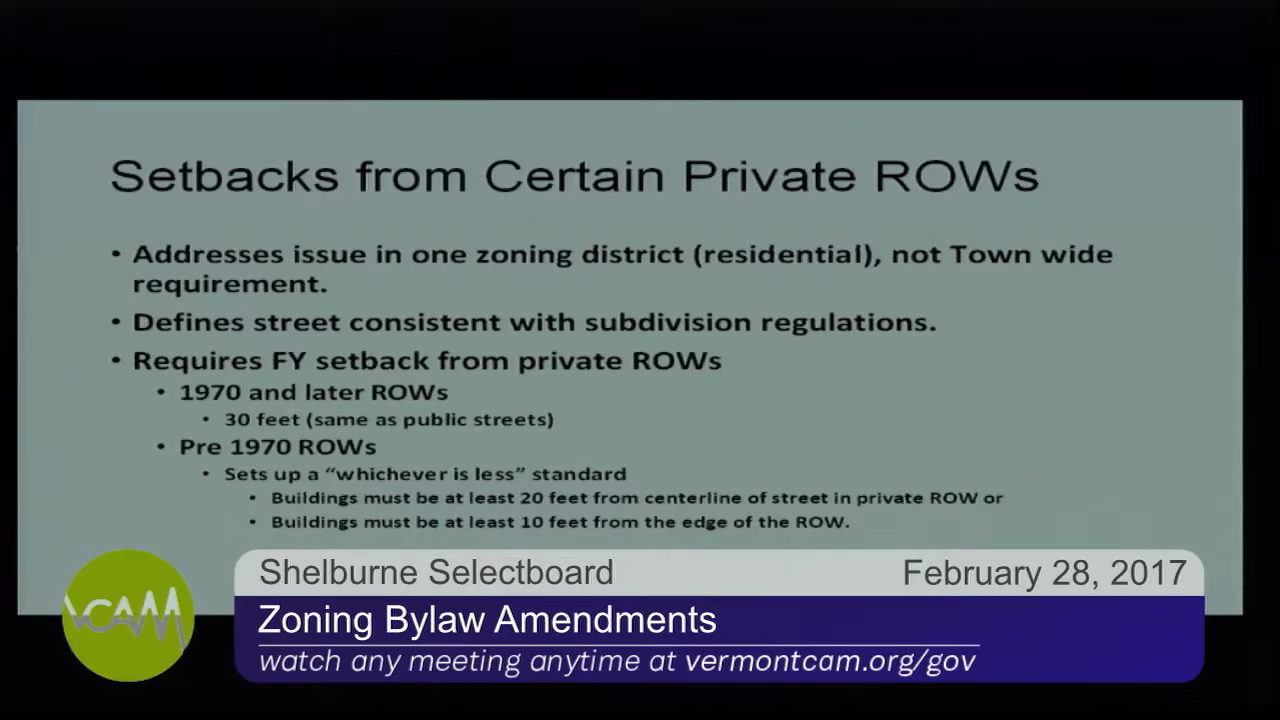 Setbacks from Certain Private ROWs
• Addresses issue in one zoning district (residential), not Town wide
requirement.
• Defines street consistent with subdivision regulations.
• Requires FY setback from private ROWs
• 1970 and later ROWs
• 30 feet (same as public streets)
• Pre 1970 ROWs
• Sets up a “whichever is less” standard
• Buildings must be at least 20 feet from centerline of street in private ROW or
• Buildings must be at least 10 feet from the edge of the ROW.
Shelburne Selectboard February 28, 2017
VCAM
Zoning Bylaw Amendments
watch any meeting anytime at vermontcam.org/gov